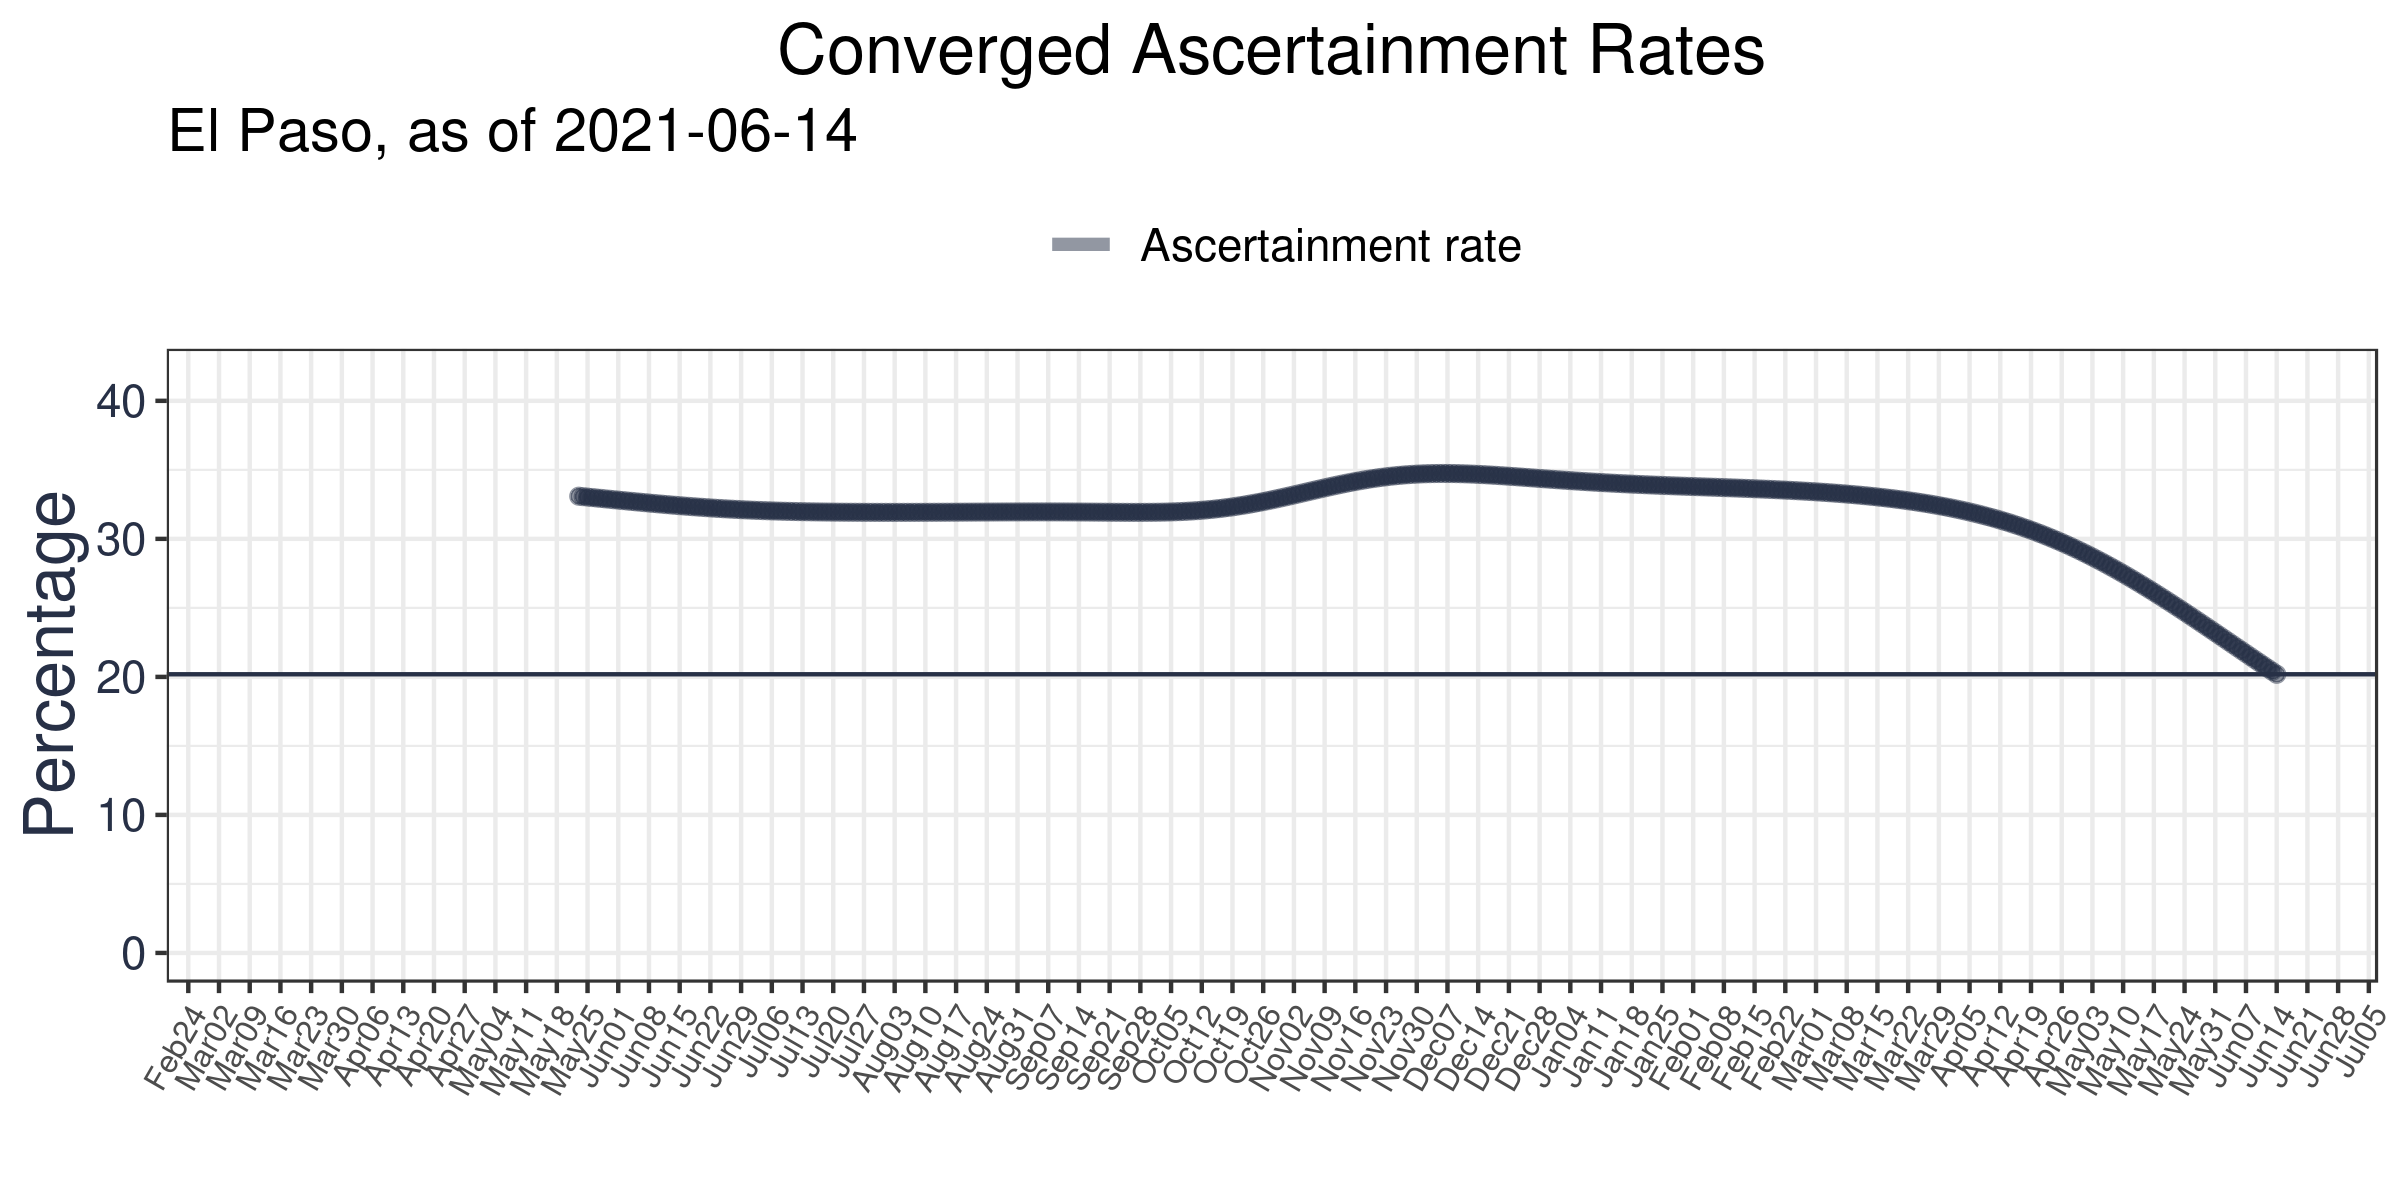 Converged Ascertainment Rates
El Paso, as of 2021-06-14
Ascertainment rate
Percentage
40
30
20
10
0
Feb24
Mar02
Mar09
Mar16
Mar23
Mar30
Apr06
Apr13
Apr20
Apr27
May04
May11
May18
May25
Jun01
Jun08
Jun15
Jun22
Jun29
Jul06
Jul13
Jul20
Jul27
Aug03
Aug10
Aug17
Aug24
Aug31
Sep07
Sep14
Sep21
Sep28
Oct05
Oct12
Oct19
Oct26
Nov02
Nov09
Nov16
Nov23
Nov30
Dec07
Dec14
Dec21
Dec28
Jan04
Jan11
Jan18
Jan25
Feb01
Feb08
Feb15
Feb22
Mar01
Mar08
Mar15
Mar22
Mar29
Apr05
Apr12
Apr19
Apr26
May03
May10
May17
May24
May31
Jun07
Jun14
Jun21
Jun28
Jul05